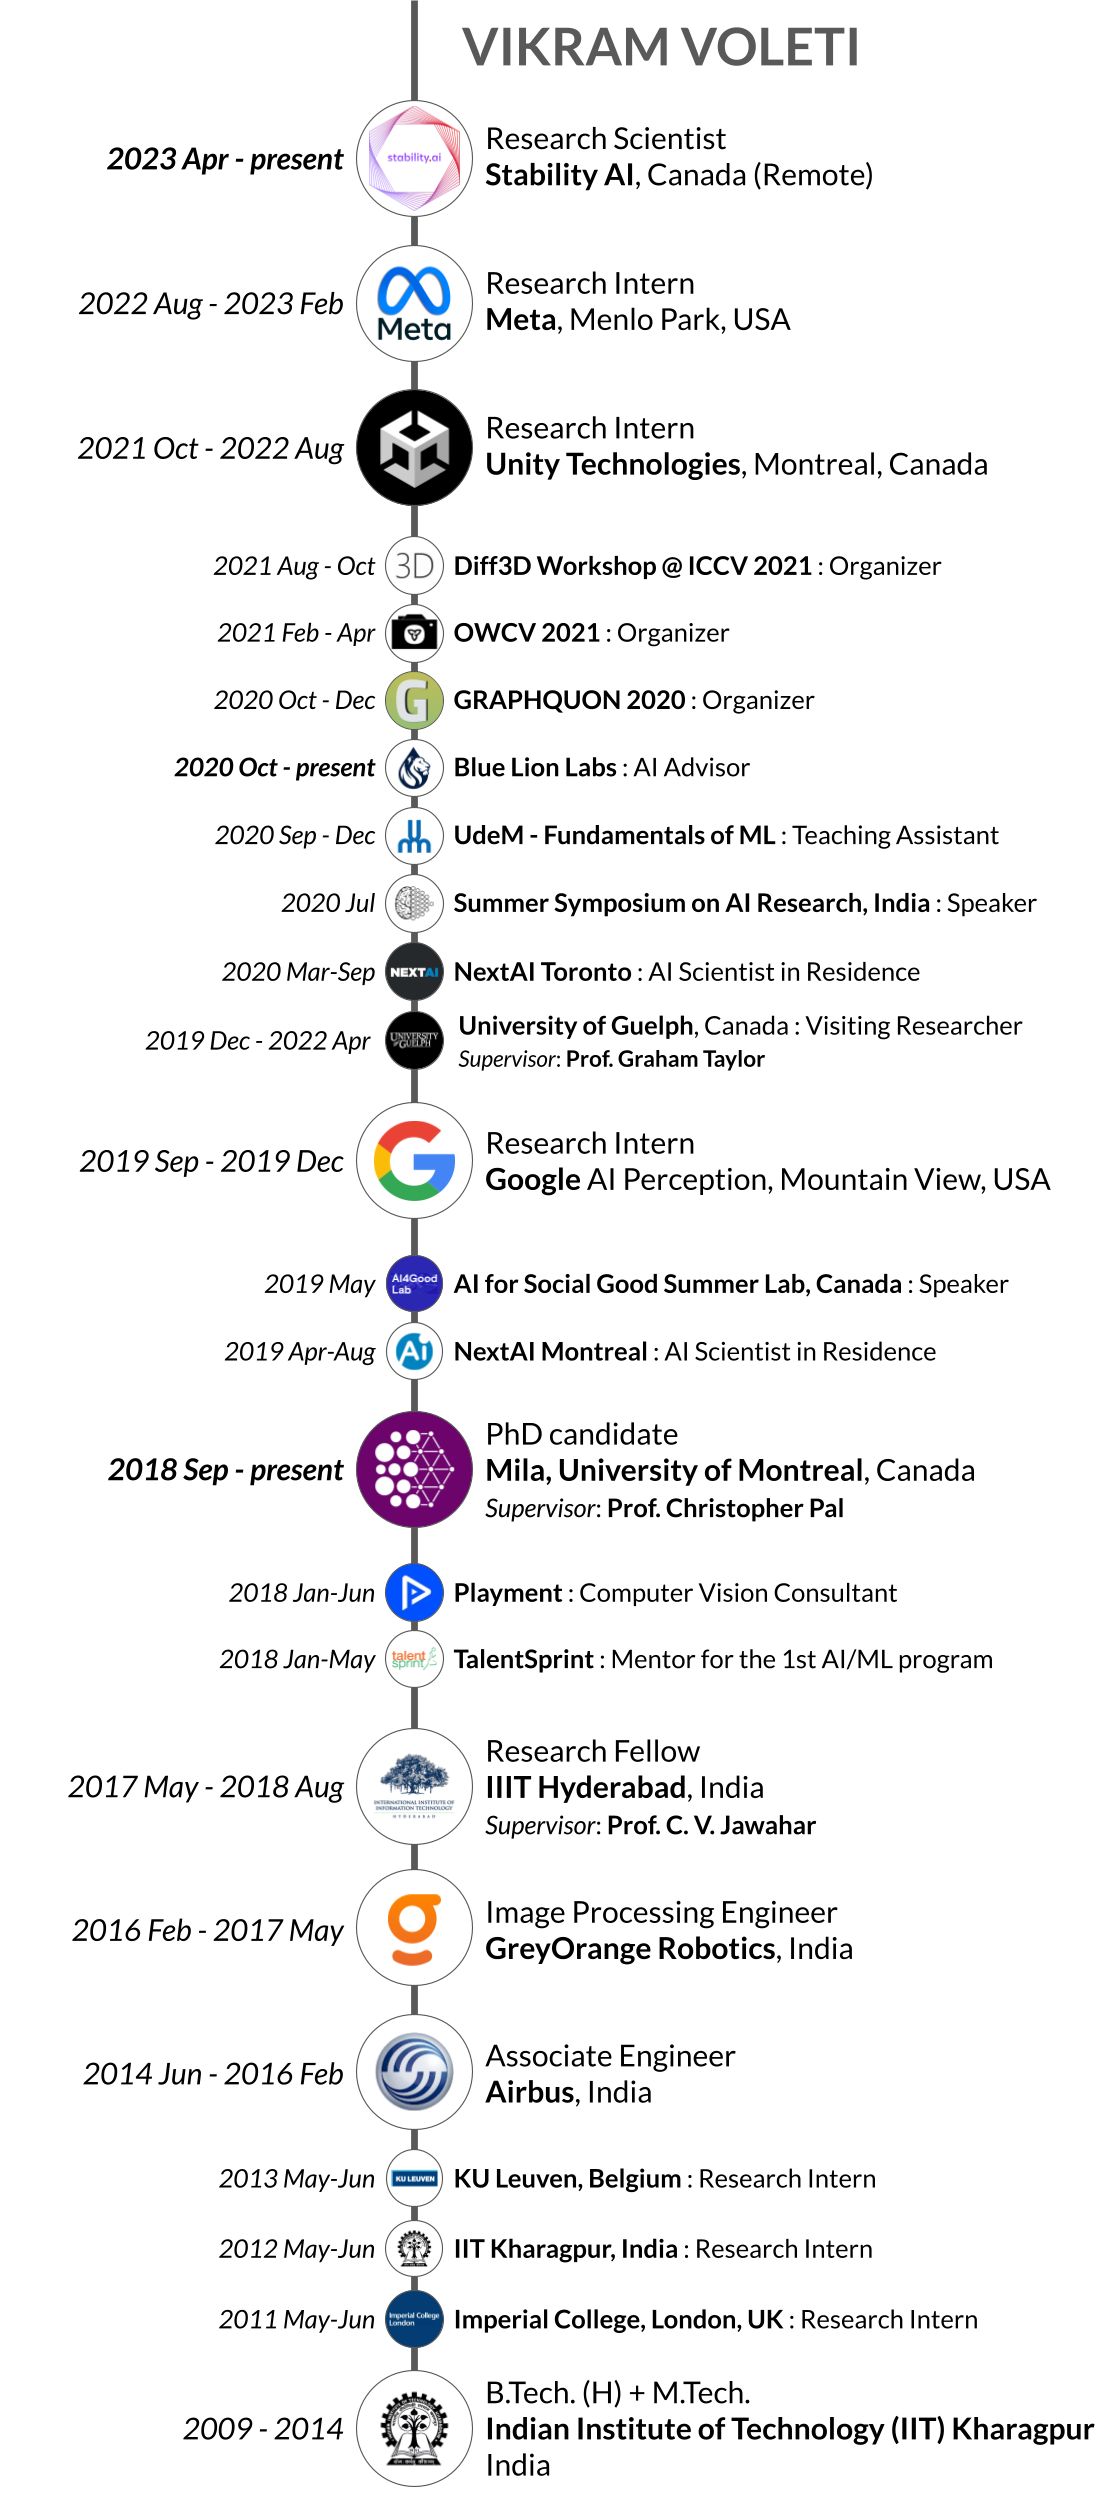 VIKRAM VOLETI
2023 Apr - present
stability.ai
Research Scientist
Stability AI, Canada (Remote)
2022 Aug - 2023 Feb
Meta
Research Intern
Meta, Menlo Park, USA
2021 Oct - 2022 Aug
Research Intern
Unity Technologies, Montreal, Canada
2021 Aug - Oct
3D
Diff3D Workshop @ ICCV 2021 : Organizer
2021 Feb - Apr
OWCV 2021 : Organizer
2020 Oct - Dec
G
GRAPHQUON 2020 : Organizer
2020 Oct - present
Blue Lion Labs : AI Advisor
2020 Sep - Dec
UdeM - Fundamentals of ML : Teaching Assistant
2020 Jul
Summer Symposium on AI Research, India : Speaker
2020 Mar-Sep
NEXTAI
NextAI Toronto : AI Scientist in Residence
2019 Dec - 2022 Apr
UNIVERSITY
OF GUELPH
University of Guelph, Canada : Visiting Researcher
Supervisor: Prof. Graham Taylor
2019 Sep - 2019 Dec
G
Research Intern
Google AI Perception, Mountain View, USA
2019 May
AI4Good
Lab
AI for Social Good Summer Lab, Canada : Speaker
2019 Apr-Aug
Ai
NextAI Montreal : AI Scientist in Residence
2018 Sep - present
PhD candidate
Mila, University of Montreal, Canada
Supervisor: Prof. Christopher Pal
2018 Jan-Jun
Playment : Computer Vision Consultant
2018 Jan-May
talent
sprint
TalentSprint : Mentor for the 1st AI/ML program
2017 May - 2018 Aug
INTERNATIONAL INSTITUTE OF
INFORMATION TECHNOLOGY
HYDERABAD
Research Fellow
IIIT Hyderabad, India
Supervisor: Prof. C. V. Jawahar
2016 Feb - 2017 May
Image Processing Engineer
GreyOrange Robotics, India
2014 Jun - 2016 Feb
Associate Engineer
Airbus, India
2013 May-Jun
KU LEUVEN
KU Leuven, Belgium : Research Intern
2012 May-Jun
IIT Kharagpur, India : Research Intern
2011 May-Jun
Imperial College
London
Imperial College, London, UK : Research Intern
2009 - 2014
B.Tech. (H) + M.Tech.
Indian Institute of Technology (IIT) Kharagpur
India